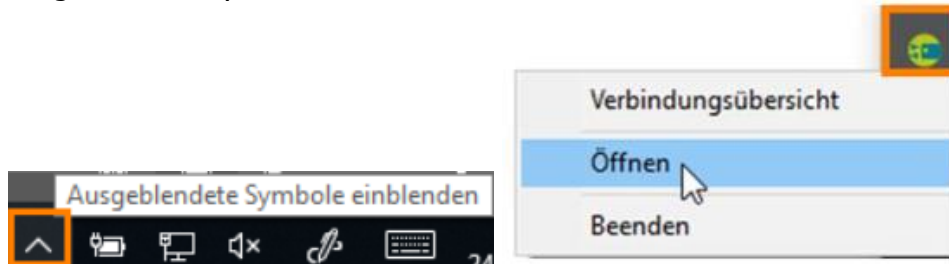 Verbindungsübersicht
Öffnen
Beenden
Ausgeblendete Symbole einblenden